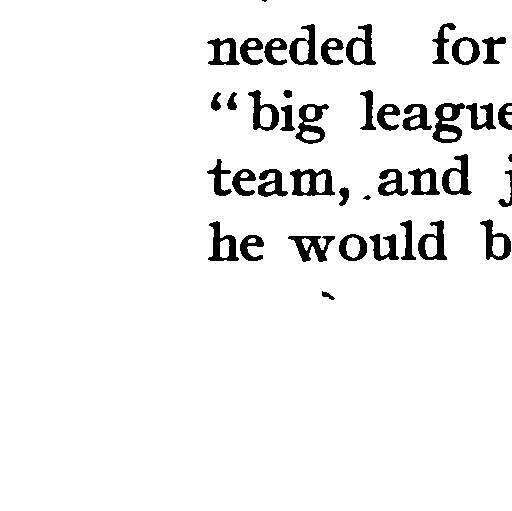 needed for
“big league
team, and j
he would b